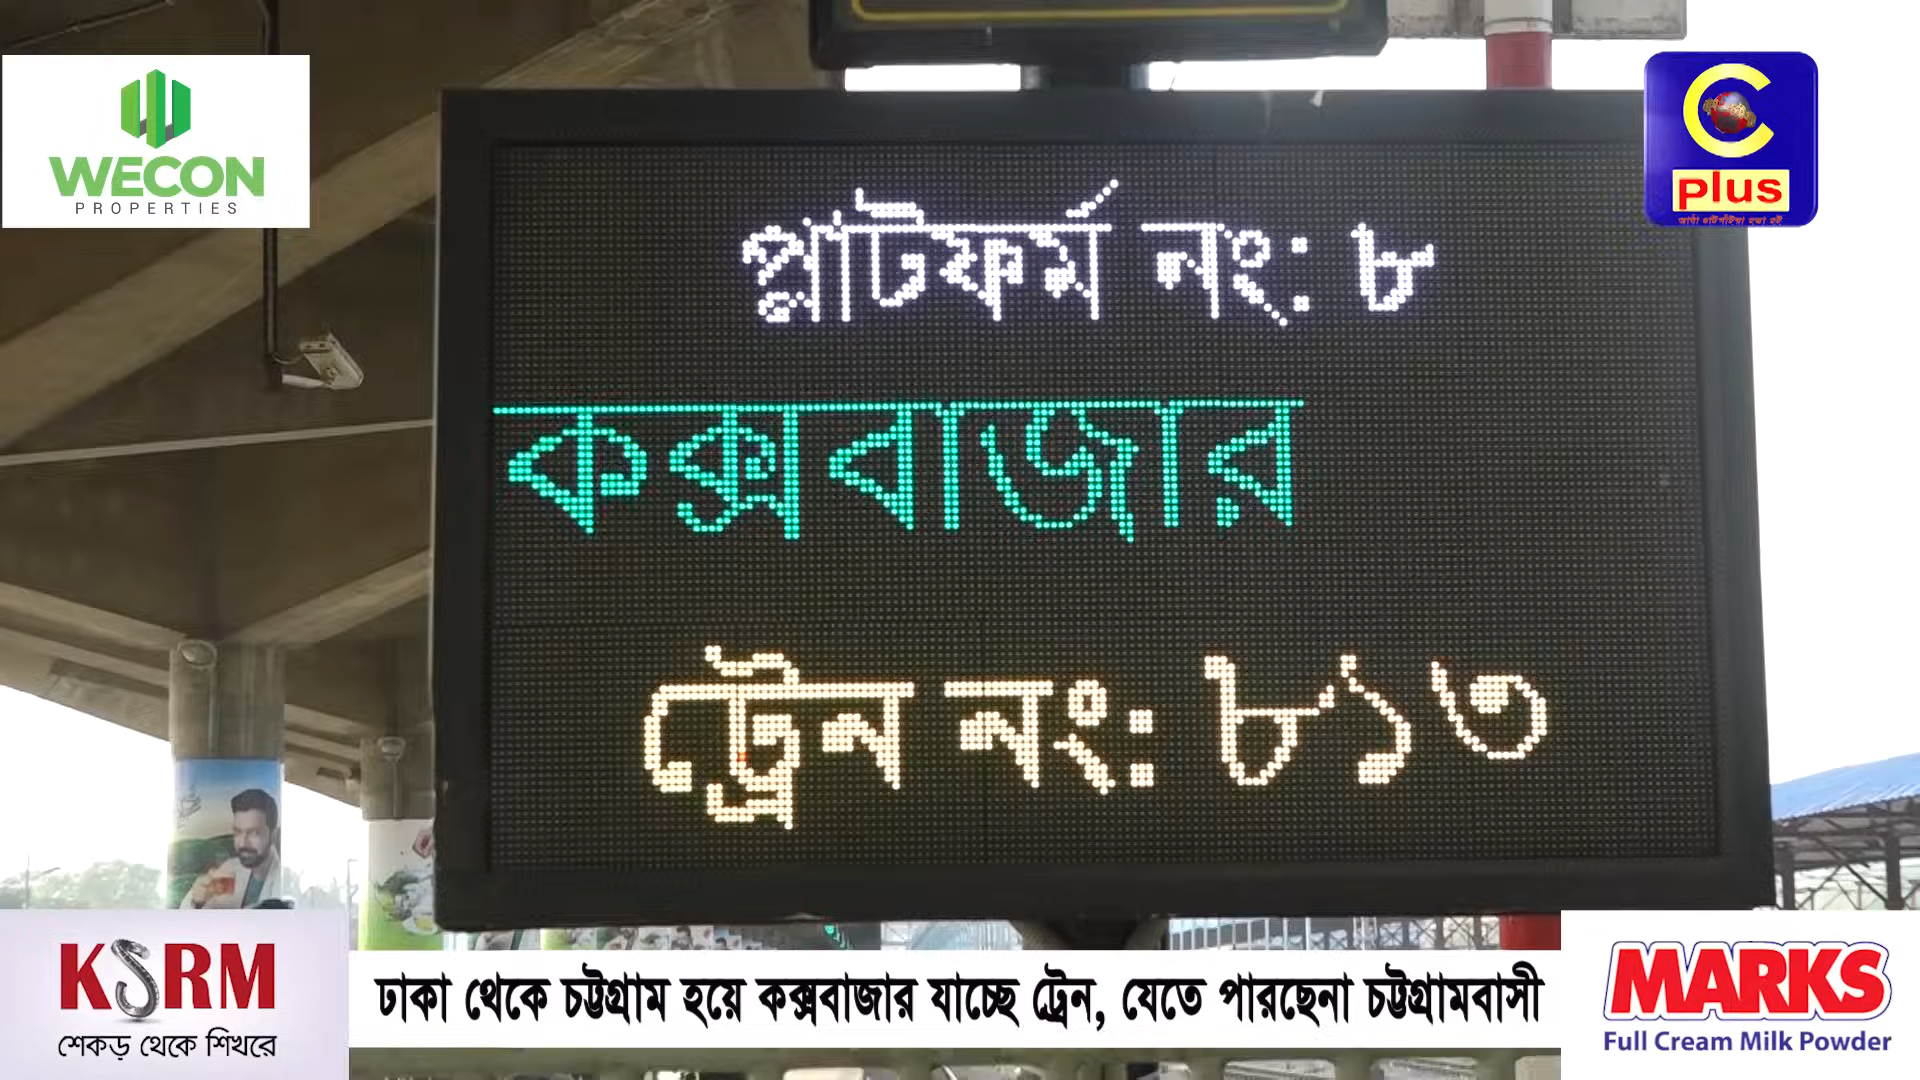 WECON
PROPERTIES
C
plus
প্লাটফর্ম নং: ৮
কক্সবাজার
ট্রেন নং: ৮১৩
KSRM
শেকড় থেকে শিখরে
ঢাকা থেকে চট্টগ্রাম হয়ে কক্সবাজার যাচ্ছে ট্রেন, যেতে পারছেনা চট্টগ্রামবাসী
MARKS
Full Cream Milk Powder